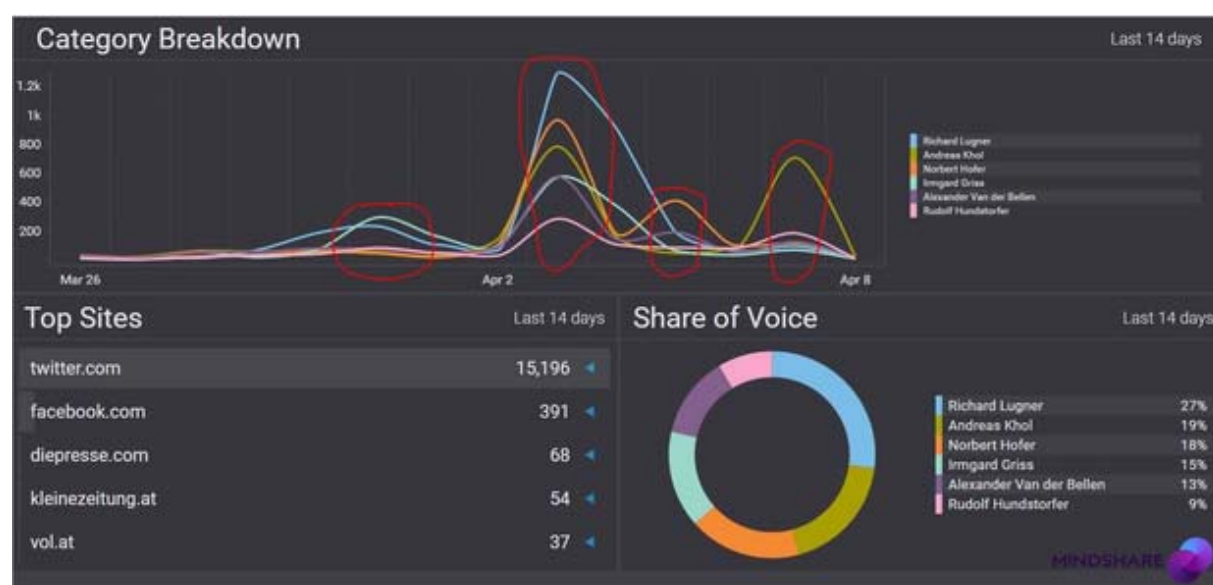 Category Breakdown
Last 14 days
1.2k
1k
800
600
400
200
Mar 26
Apr 2
Apr 8
Richard Lugner
Andreas Khol
Norbert Hofer
Irmgard Griss
Alexander Van der Bellen
Rudolf Hundstorfer
Top Sites
Last 14 days
twitter.com 15,196
facebook.com 391
diepresse.com 68
kleinezeitung.at 54
vol.at 37
Share of Voice
Last 14 days
Richard Lugner 27%
Andreas Khol 19%
Norbert Hofer 18%
Irmgard Griss 15%
Alexander Van der Bellen 13%
Rudolf Hundstorfer 9%
MINDSHARE